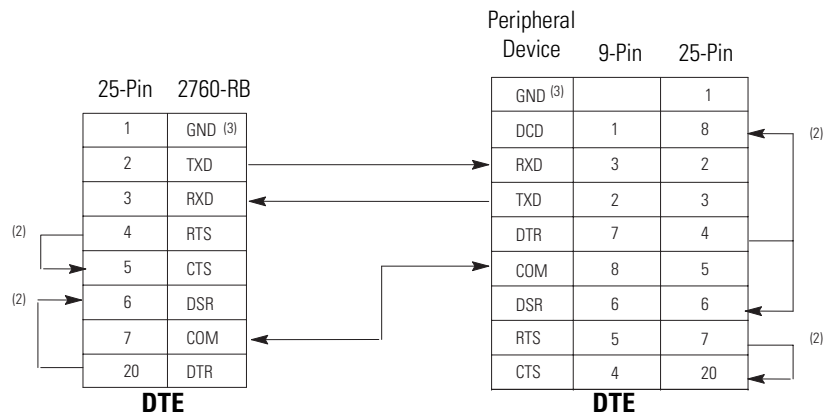 Peripheral
Device 9-Pin 25-Pin
GND (3) 1
DCD 1 8 (2)
RXD 3 2
TXD 2 3
DTR 7 4
COM 8 5
DSR 6 6
RTS 5 7 (2)
CTS 4 20
DTE
25-Pin 2760-RB
1 GND (3)
2 TXD
3 RXD
(2) 4 RTS
5 CTS
(2) 6 DSR
7 COM
20 DTR
DTE